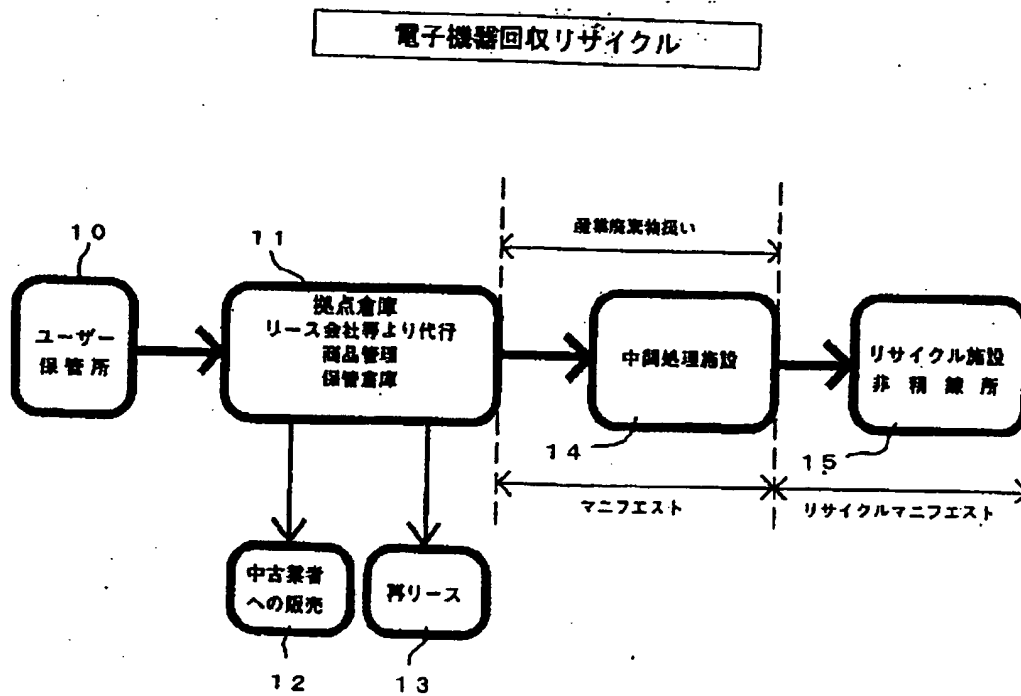 電子機器回収リサイクル
10
ユーザー
保管所
11
拠点倉庫
リース会社等より代行
商品管理
保管倉庫
産業廃棄物扱い
中間処理施設
14
リサイクル施設
非精錬所
15
マニフェスト
リサイクルマニフェスト
中古業者
への販売
12
再リース
13